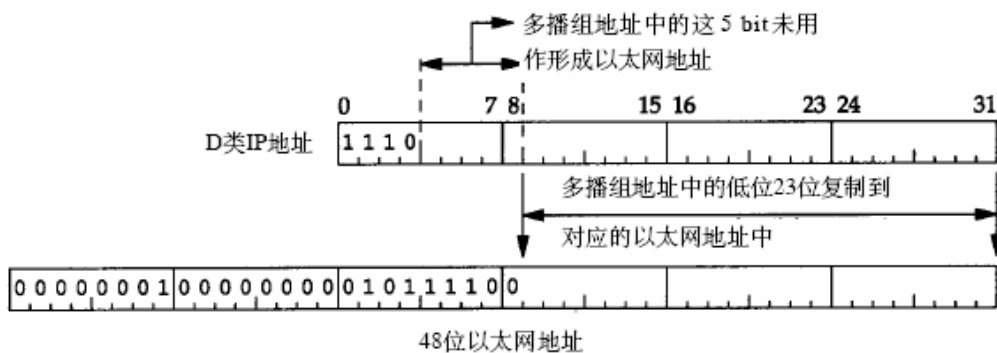 多播组地址中的这 5 bit未用
作形成以太网地址
0 7 8 15 16 23 24 31
D类IP地址 1 1 1 0
多播组地址中的低位23位复制到
对应的以太网地址中
0 0 0 0 0 0 0 1 0 0 0 0 0 0 0 0 0 1 0 1 1 1 1 0 0
48位以太网地址